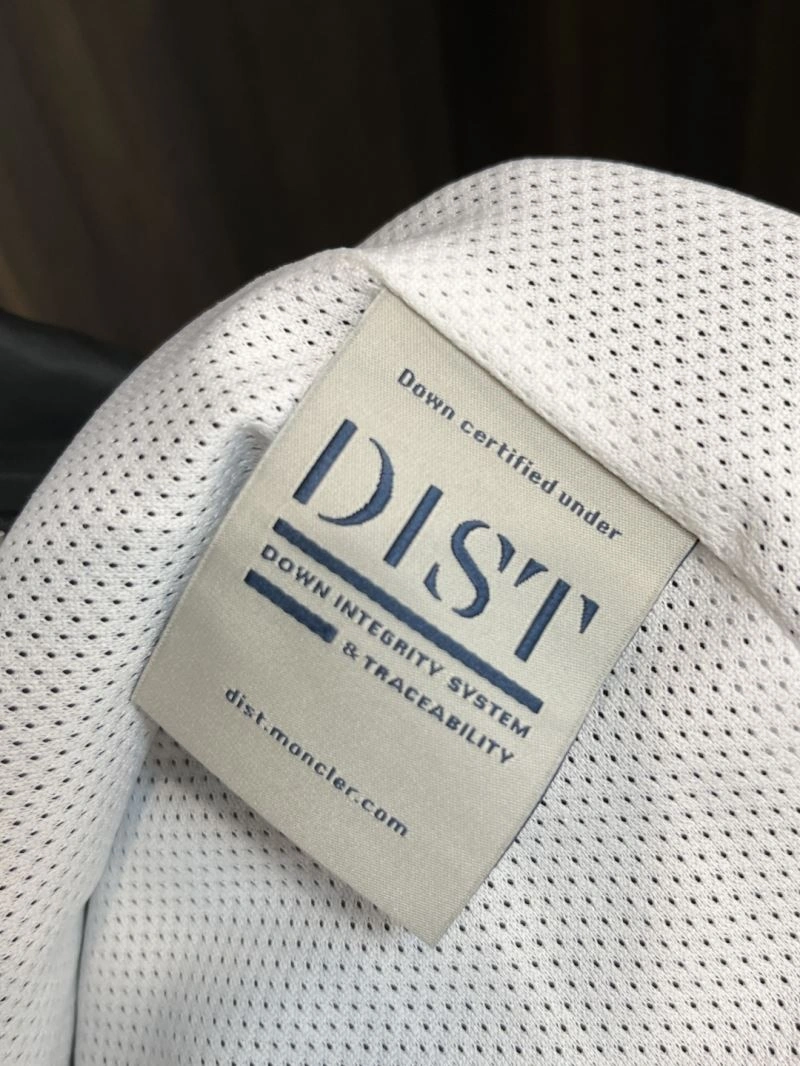 Down certified under
DIST
DOWN INTEGRITY SYSTEM
& TRACEABILITY
dist.moncler.com